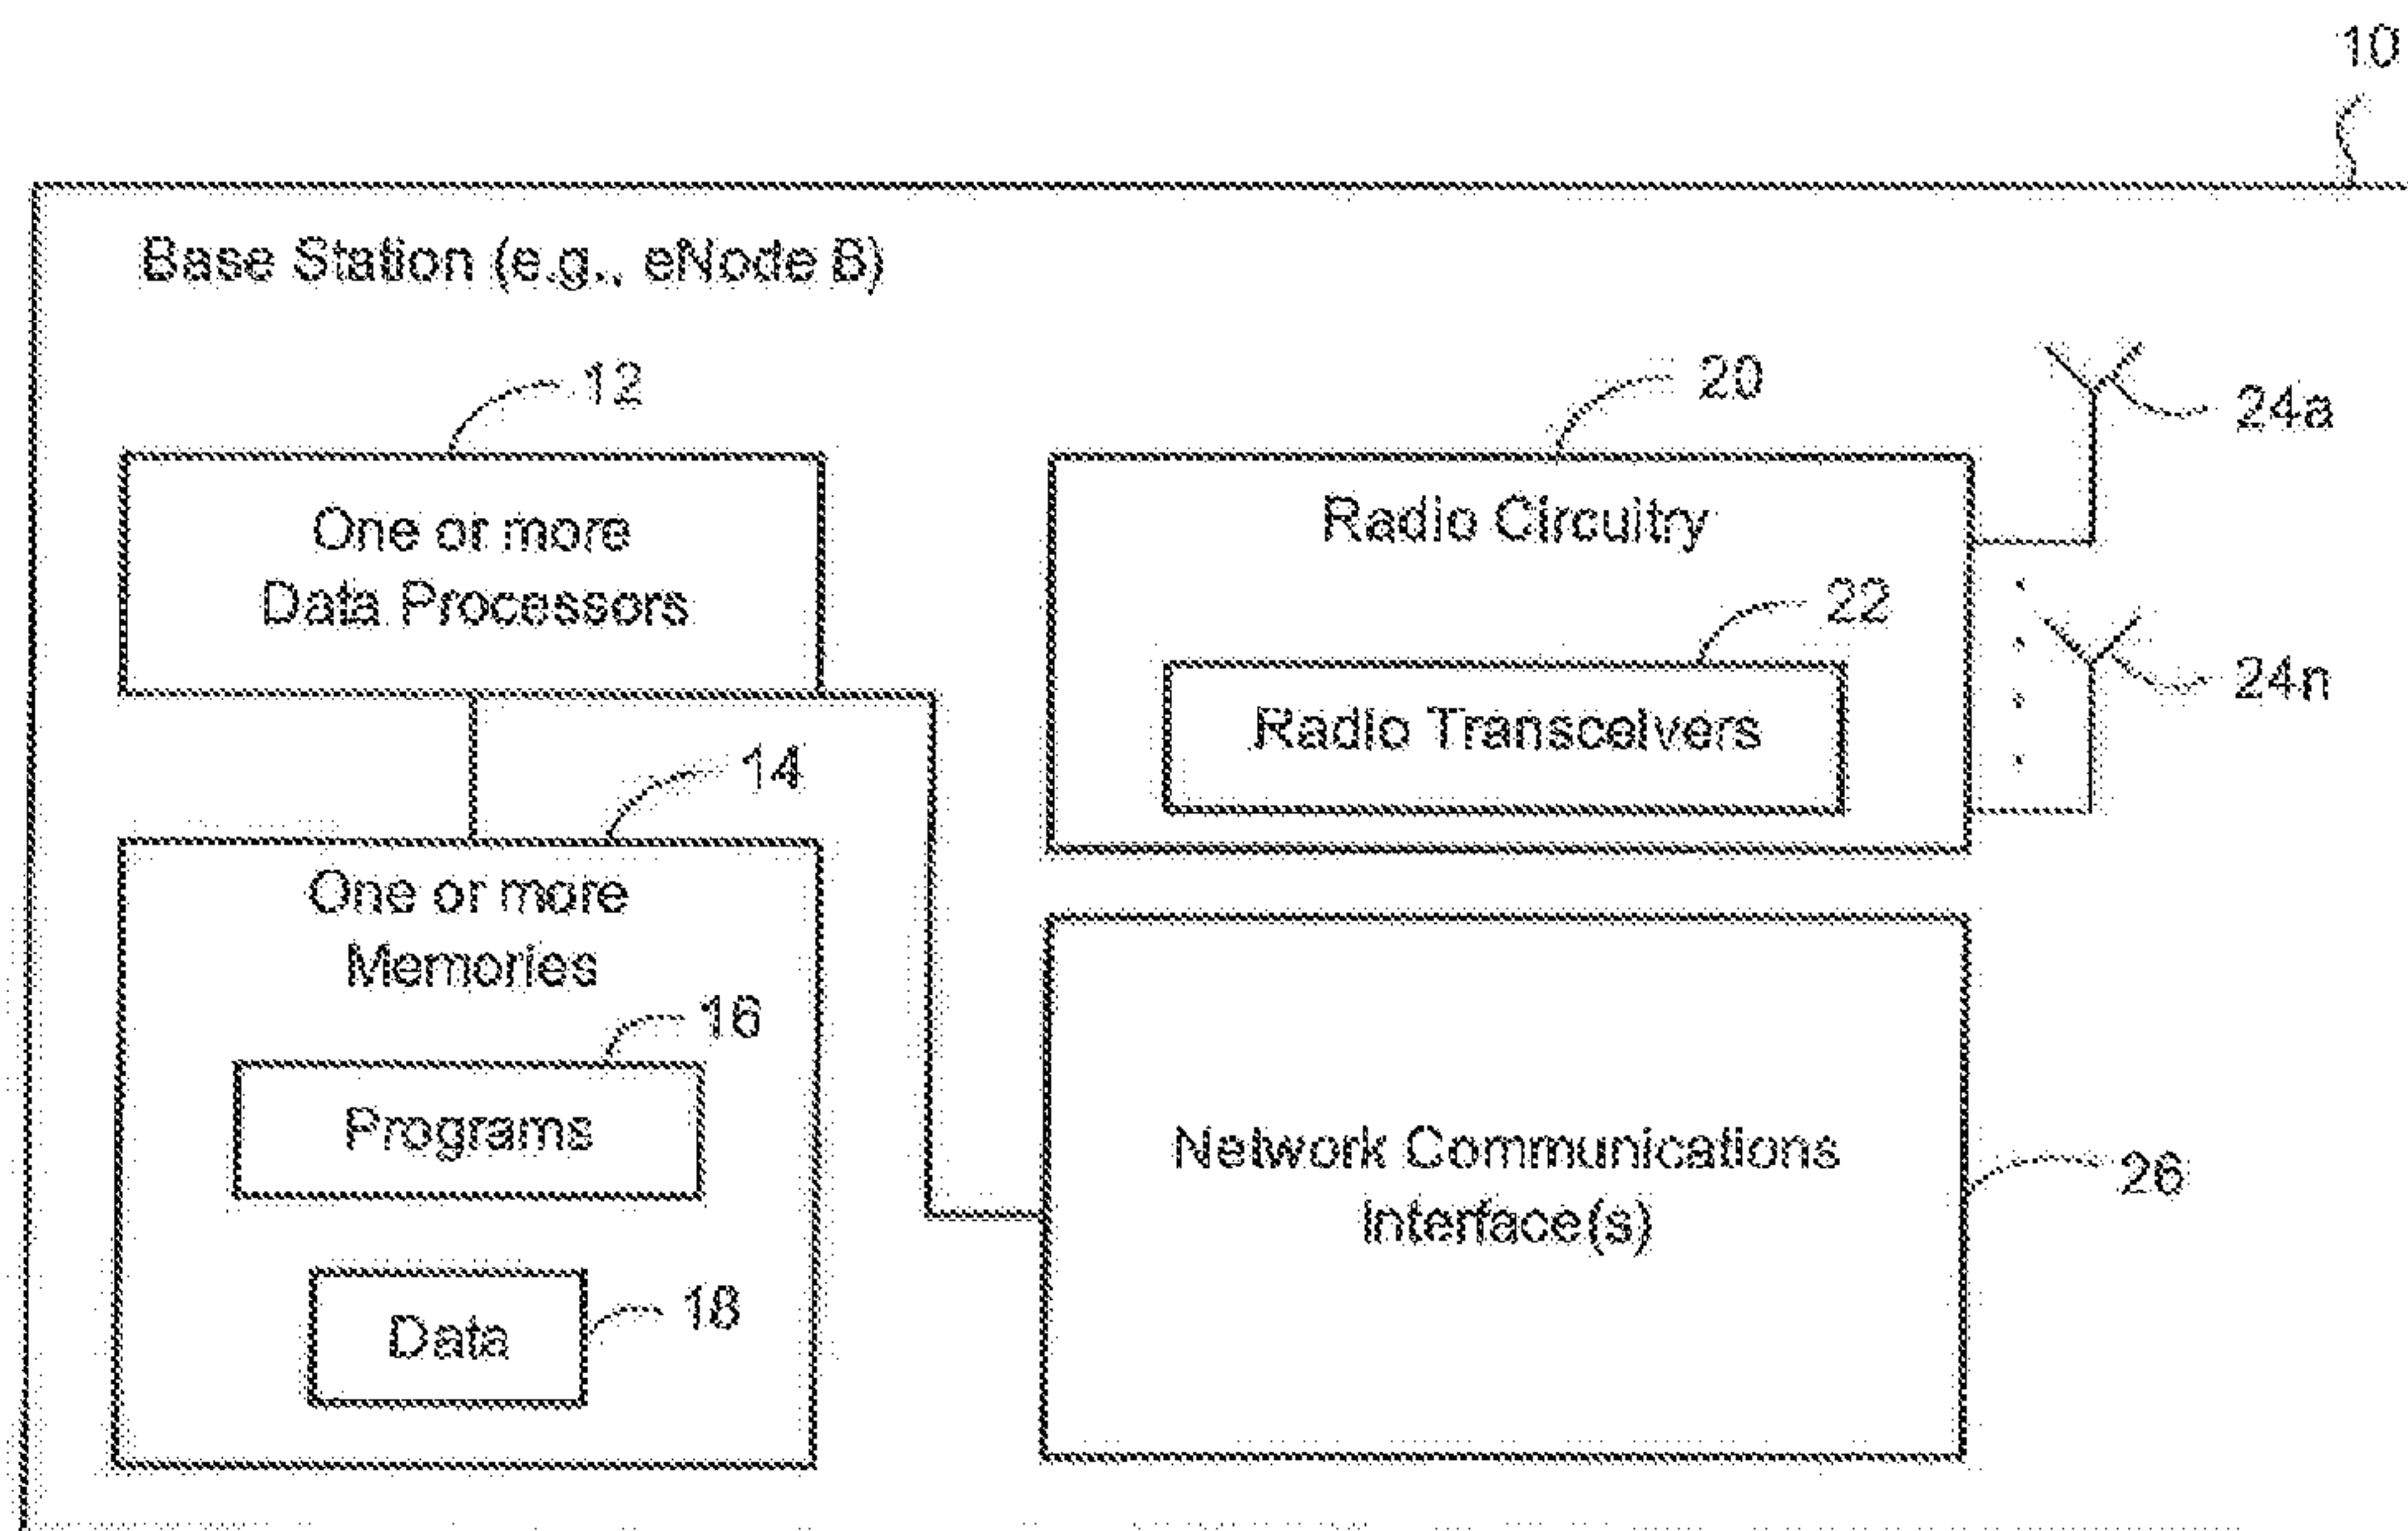 10
Base Station (e.g., eNode B)
12
One or more
Data Processors
20
Radio Circuitry
22
Radio Transceivers
24a
24n
14
One or more
Memories
16
Programs
18
Data
Network Communications
Interface(s)
26